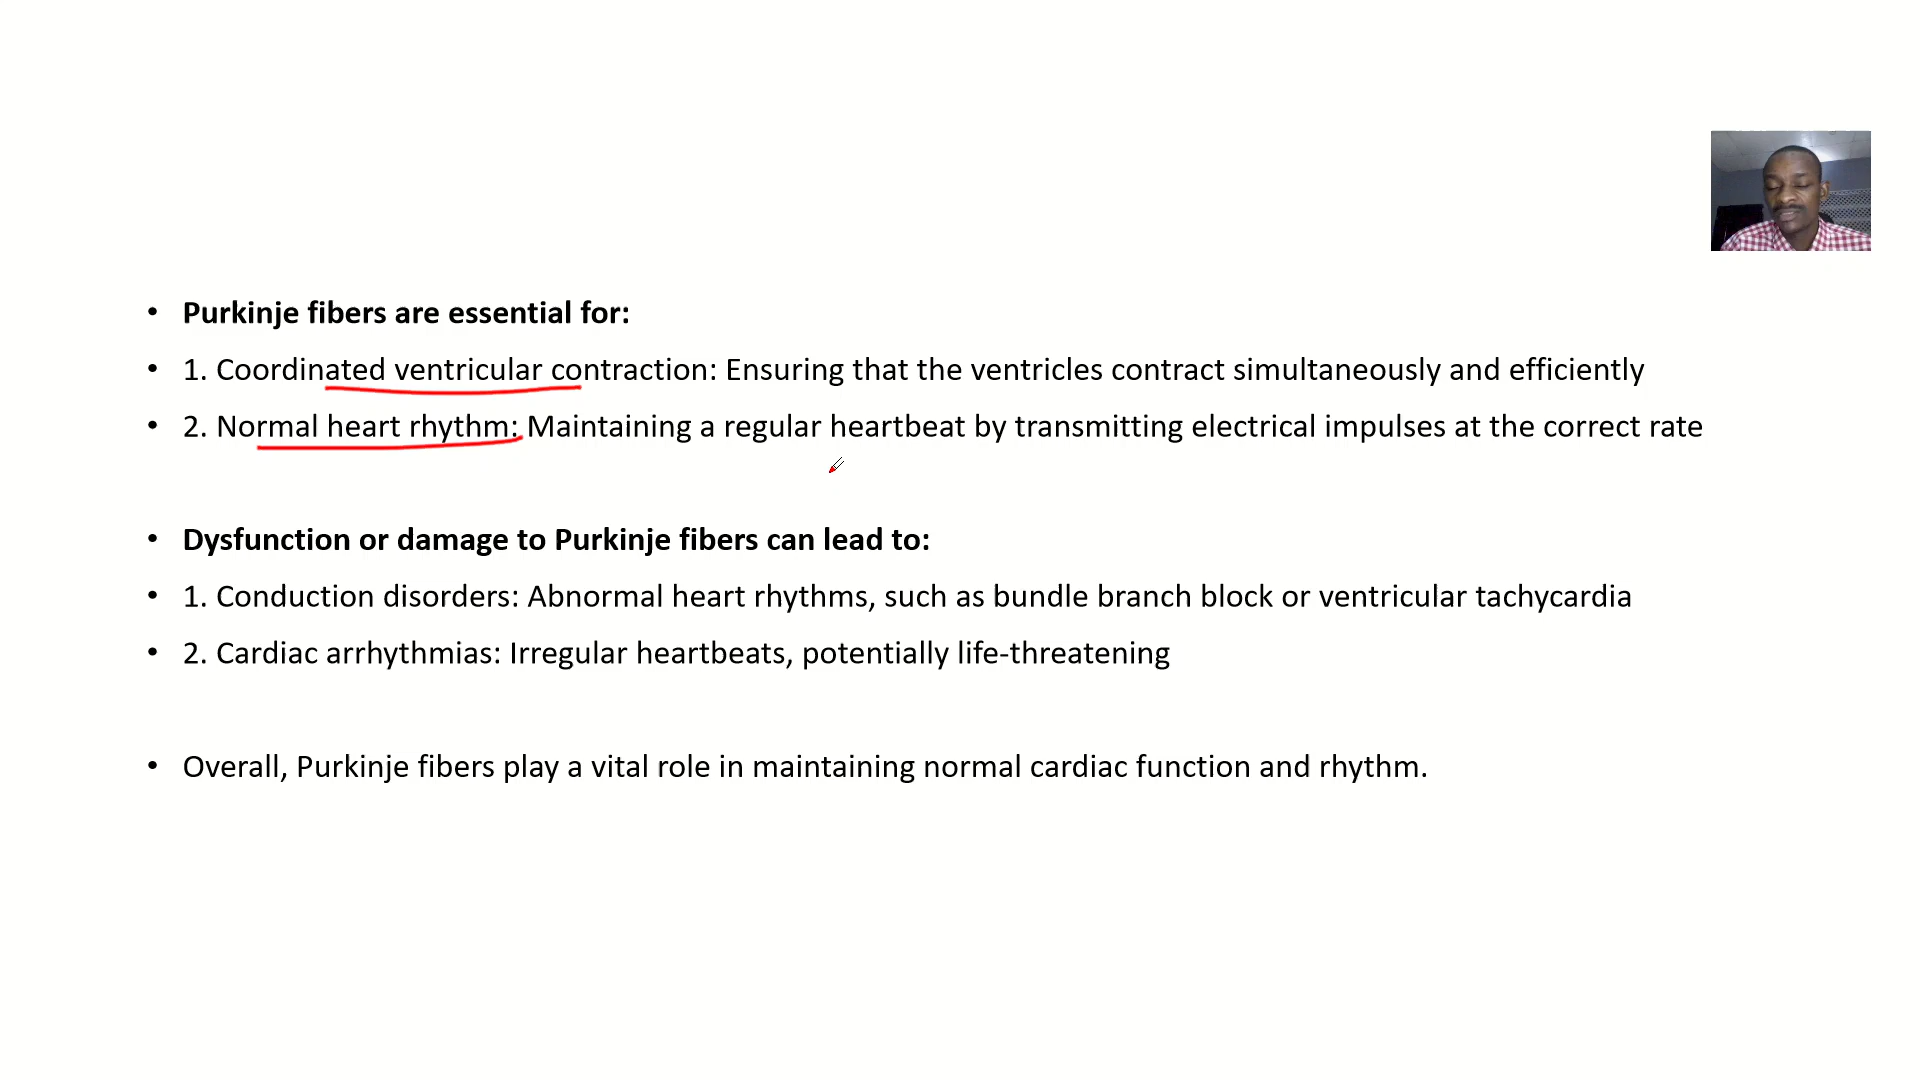 • Purkinje fibers are essential for:
• 1. Coordinated ventricular contraction: Ensuring that the ventricles contract simultaneously and efficiently
• 2. Normal heart rhythm: Maintaining a regular heartbeat by transmitting electrical impulses at the correct rate
• Dysfunction or damage to Purkinje fibers can lead to:
• 1. Conduction disorders: Abnormal heart rhythms, such as bundle branch block or ventricular tachycardia
• 2. Cardiac arrhythmias: Irregular heartbeats, potentially life-threatening
• Overall, Purkinje fibers play a vital role in maintaining normal cardiac function and rhythm.